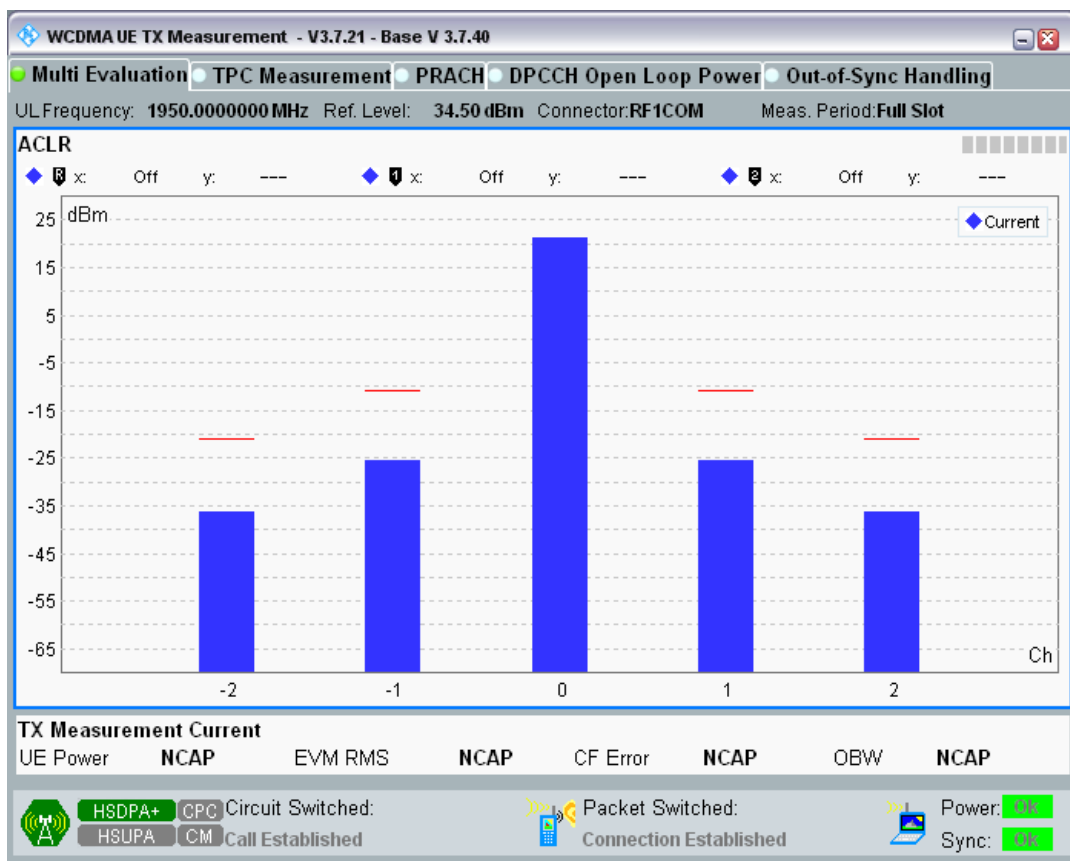 WCDMA UE TX Measurement - V3.7.21 - Base V 3.7.40
Multi Evaluation TPC Measurement PRACH DPCCH Open Loop Power Out-of-Sync Handling
UL Frequency: 1950.0000000 MHz Ref. Level: 34.50 dBm Connector:RF1COM Meas. Period:Full Slot
ACLR
R x: Off y: --- 1 x: Off y: --- 2 x: Off y: ---
dBm
Current
25
15
5
-5
-15
-25
-35
-45
-55
-65
Ch
-2 -1 0 1 2
TX Measurement Current
UE Power NCAP EVM RMS NCAP CF Error NCAP OBW NCAP
HSDPA+ CPC Circuit Switched: Packet Switched: Power: Ok
HSUPA CM Call Established Connection Established Sync: Ok